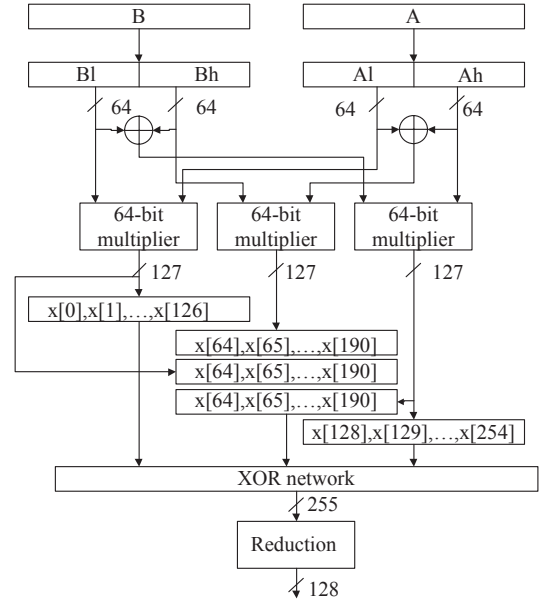 B
A
Bl
Bh
Al
Ah
64
64
64
64
64-bit
multiplier
64-bit
multiplier
64-bit
multiplier
127
127
127
x[0],x[1],…,x[126]
x[64],x[65],…,x[190]
x[64],x[65],…,x[190]
x[64],x[65],…,x[190]
x[128],x[129],…,x[254]
XOR network
255
Reduction
128